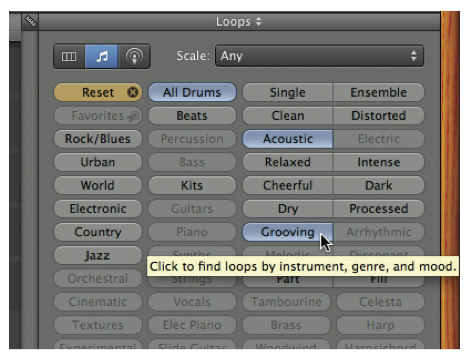 Loops
Scale: Any
Reset All Drums Single Ensemble
Favorites Beats Clean Distorted
Rock/Blues Percussion Acoustic Electric
Urban Bass Relaxed Intense
World Kits Cheerful Dark
Electronic Guitars Dry Processed
Country Piano Grooving Arrhythmic
Jazz Synths Melodic Dissonant
Click to find loops by instrument, genre, and mood.
Orchestral Strings Part Fill
Cinematic Vocals Tambourine Celesta
Textures Elec Piano Brass Harp
Experimental Slide Guitar Woodwind Harpsichord